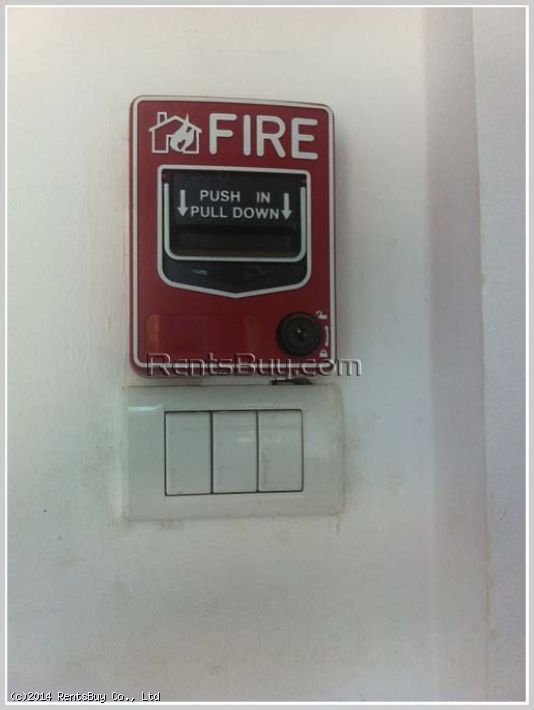 FIRE
PUSH IN
PULL DOWN
RentsBuy.com
(c)2014 RentsBuy Co., Ltd